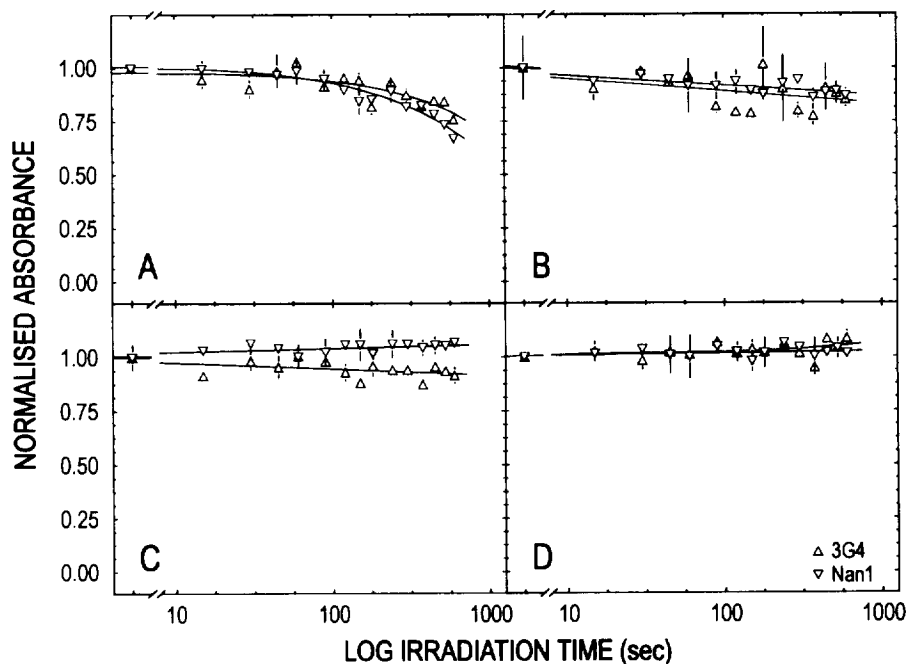 NORMALISED ABSORBANCE
1.00
0.75
0.50
0.25
0.00
A
B
1.00
0.75
0.50
0.25
0.00
C
D
△ 3G4
▽ Nan1
10 100 1000 10 100 1000
LOG IRRADIATION TIME (sec)